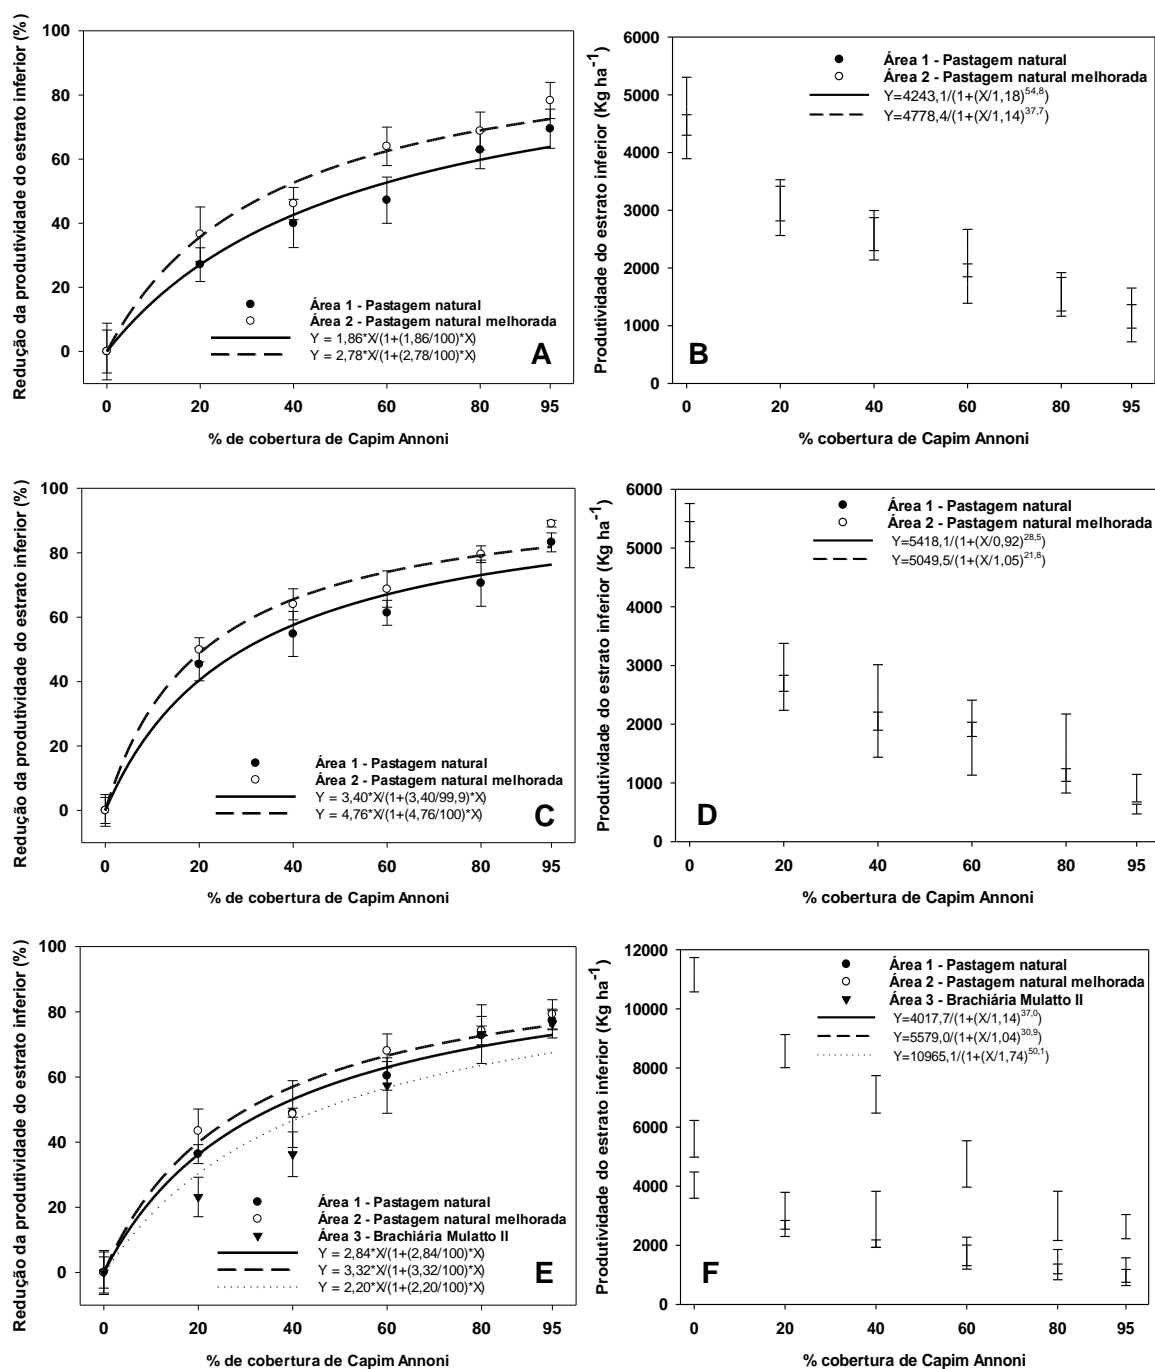 Redução da produtividade do estrato inferior (%)
100
80
60
40
20
0
Área 1 - Pastagem natural
Área 2 - Pastagem natural melhorada
Y = 1,86*X/(1+(1,86/100)*X)
Y = 2,78*X/(1+(2,78/100)*X)
A
0 20 40 60 80 95
% de cobertura de Capim Annoni
Produtividade do estrato inferior (Kg ha-1)
6000
5000
4000
3000
2000
1000
0
Área 1 - Pastagem natural
Área 2 - Pastagem natural melhorada
Y=4243,1/(1+(X/1,18)54,8)
Y=4778,4/(1+(X/1,14)37,7)
B
0 20 40 60 80 95
% cobertura de Capim Annoni
Redução da produtividade do estrato inferior (%)
100
80
60
40
20
0
Área 1 - Pastagem natural
Área 2 - Pastagem natural melhorada
Y = 3,40*X/(1+(3,40/99,9)*X)
Y = 4,76*X/(1+(4,76/100)*X)
C
0 20 40 60 80 95
% de cobertura de Capim Annoni
Produtividade do estrato inferior (Kg ha-1)
6000
5000
4000
3000
2000
1000
0
Área 1 - Pastagem natural
Área 2 - Pastagem natural melhorada
Y=5418,1/(1+(X/0,92)28,5)
Y=5049,5/(1+(X/1,05)21,8)
D
0 20 40 60 80 95
% cobertura de Capim Annoni
Redução da produtividade do estrato inferior (%)
100
80
60
40
20
0
Área 1 - Pastagem natural
Área 2 - Pastagem natural melhorada
Área 3 - Brachiária Mulatto II
Y = 2,84*X/(1+(2,84/100)*X)
Y = 3,32*X/(1+(3,32/100)*X)
Y = 2,20*X/(1+(2,20/100)*X)
E
0 20 40 60 80 95
% de cobertura de Capim Annoni
Produtividade do estrato inferior (Kg ha-1)
12000
10000
8000
6000
4000
2000
0
Área 1 - Pastagem natural
Área 2 - Pastagem natural melhorada
Área 3 - Brachiária Mulatto II
Y=4017,7/(1+(X/1,14)37,0)
Y=5579,0/(1+(X/1,04)30,9)
Y=10965,1/(1+(X/1,74)50,1)
F
0 20 40 60 80 95
% cobertura de Capim Annoni